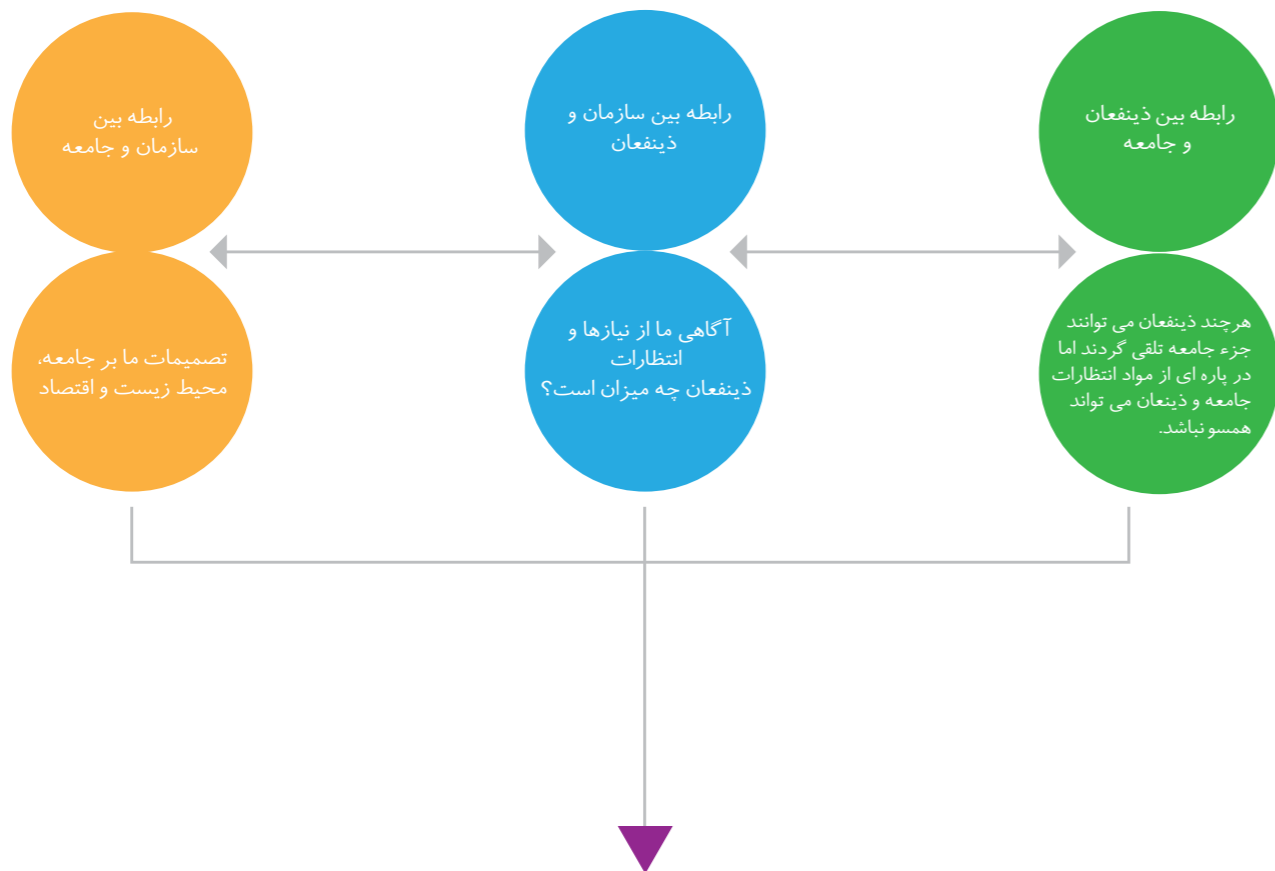 رابطه بین ذینفعان
و جامعه
رابطه بین سازمان و
ذینفعان
رابطه بین
سازمان و جامعه
هرچند ذینفعان می توانند
جزء جامعه تلقی گردند اما
در پاره ای از مواد انتظارات
جامعه و ذینعان می تواند
همسو نباشد.
آگاهی ما از نیازها و
انتظارات
ذینفعان چه میزان است؟
تصمیمات ما بر جامعه،
محیط زیست و اقتصاد